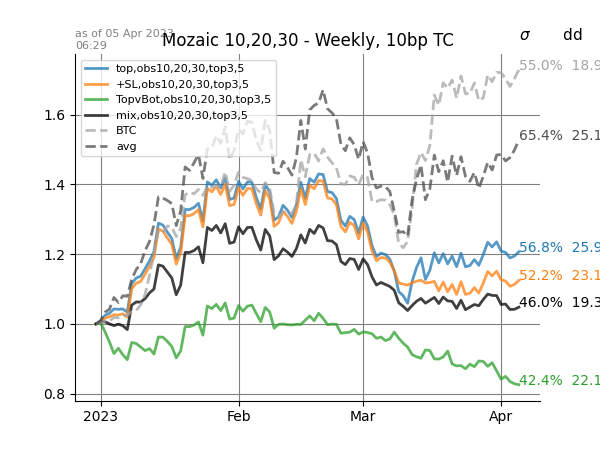 as of 05 Apr 2023
06:29
Mozaic 10,20,30 - Weekly, 10bp TC
σ dd
top,obs10,20,30,top3,5
+SL,obs10,20,30,top3,5
TopvBot,obs10,20,30,top3,5
mix,obs10,20,30,top3,5
BTC
avg
55.0% 18.9
65.4% 25.1
56.8% 25.9
52.2% 23.1
46.0% 19.3
42.4% 22.1
1.6
1.4
1.2
1.0
0.8
2023 Feb Mar Apr